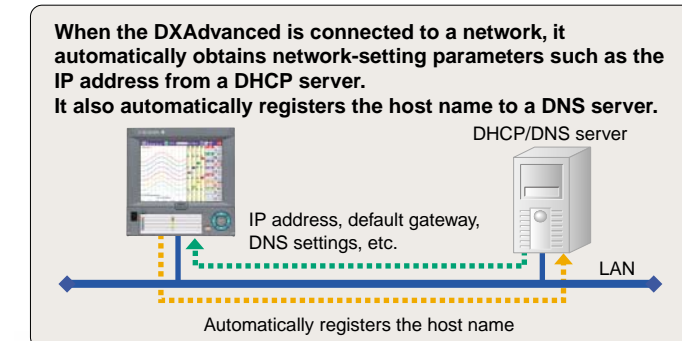 When the DXAdvanced is connected to a network, it
automatically obtains network-setting parameters such as the
IP address from a DHCP server.
It also automatically registers the host name to a DNS server.
DHCP/DNS server
IP address, default gateway,
DNS settings, etc.
LAN
Automatically registers the host name